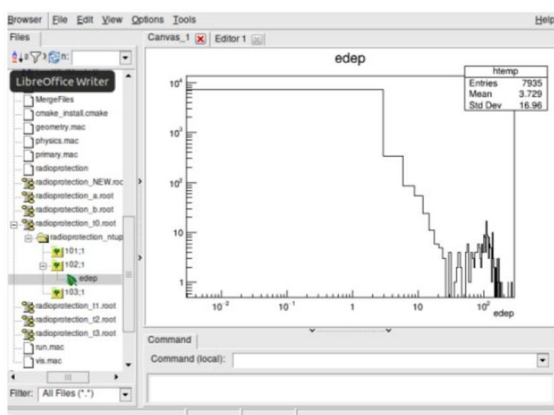 Browser File Edit View Options Tools Help
Files
Canvas_1 Editor 1
LibreOffice Writer
MergeFiles
cmake_install.cmake
geometry.mac
physics.mac
primary.mac
radioprotection
radioprotection_NEW.roc
radioprotection_a.root
radioprotection_b.root
radioprotection_t0.root
radioprotection_ntup
101;1
102;1
edep
103;1
radioprotection_t1.root
radioprotection_t2.root
radioprotection_t3.root
run.mac
vis.mac
Filter: All Files (*.*)
edep
htemp
Entries 7935
Mean 3.729
Std Dev 16.96
10⁴
10³
10²
10
1
10⁻² 10⁻¹ 1 10 10²
edep
Command
Command (local):